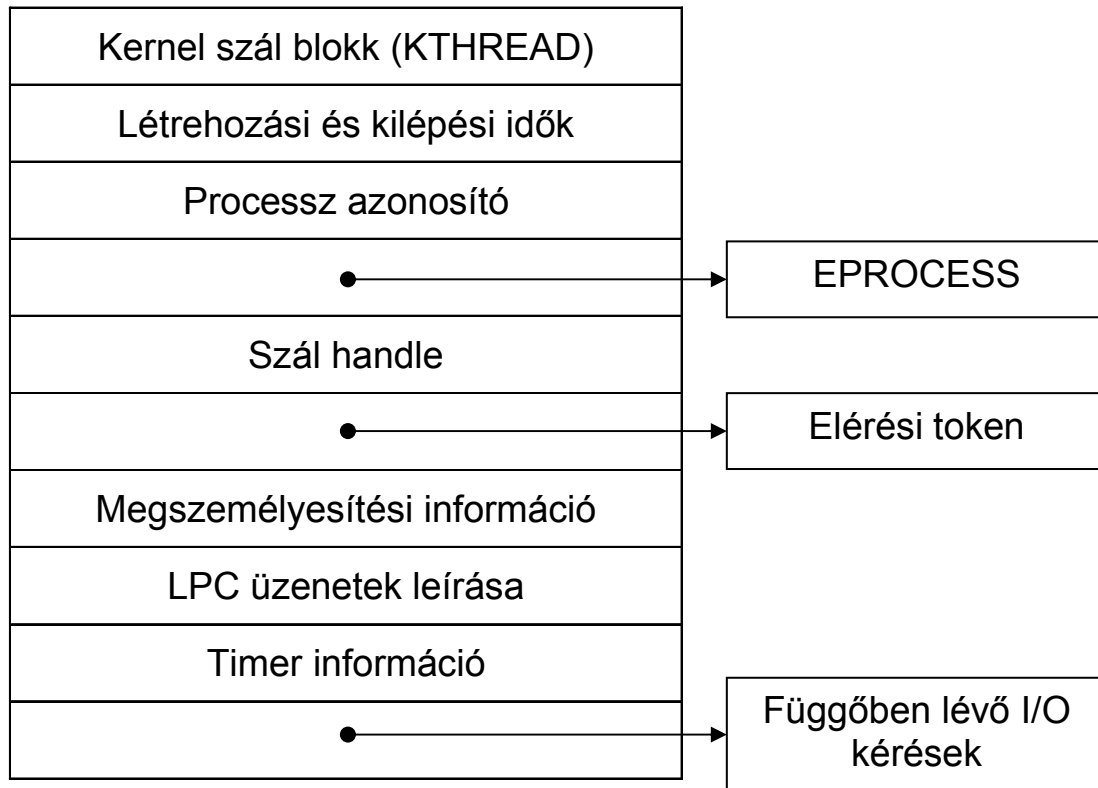 Kernel szál blokk (KTHREAD)
Létrehozási és kilépési idők
Processz azonosító
EPROCESS
Szál handle
Elérési token
Megszemélyesítési információ
LPC üzenetek leírása
Timer információ
Függőben lévő I/O
kérések